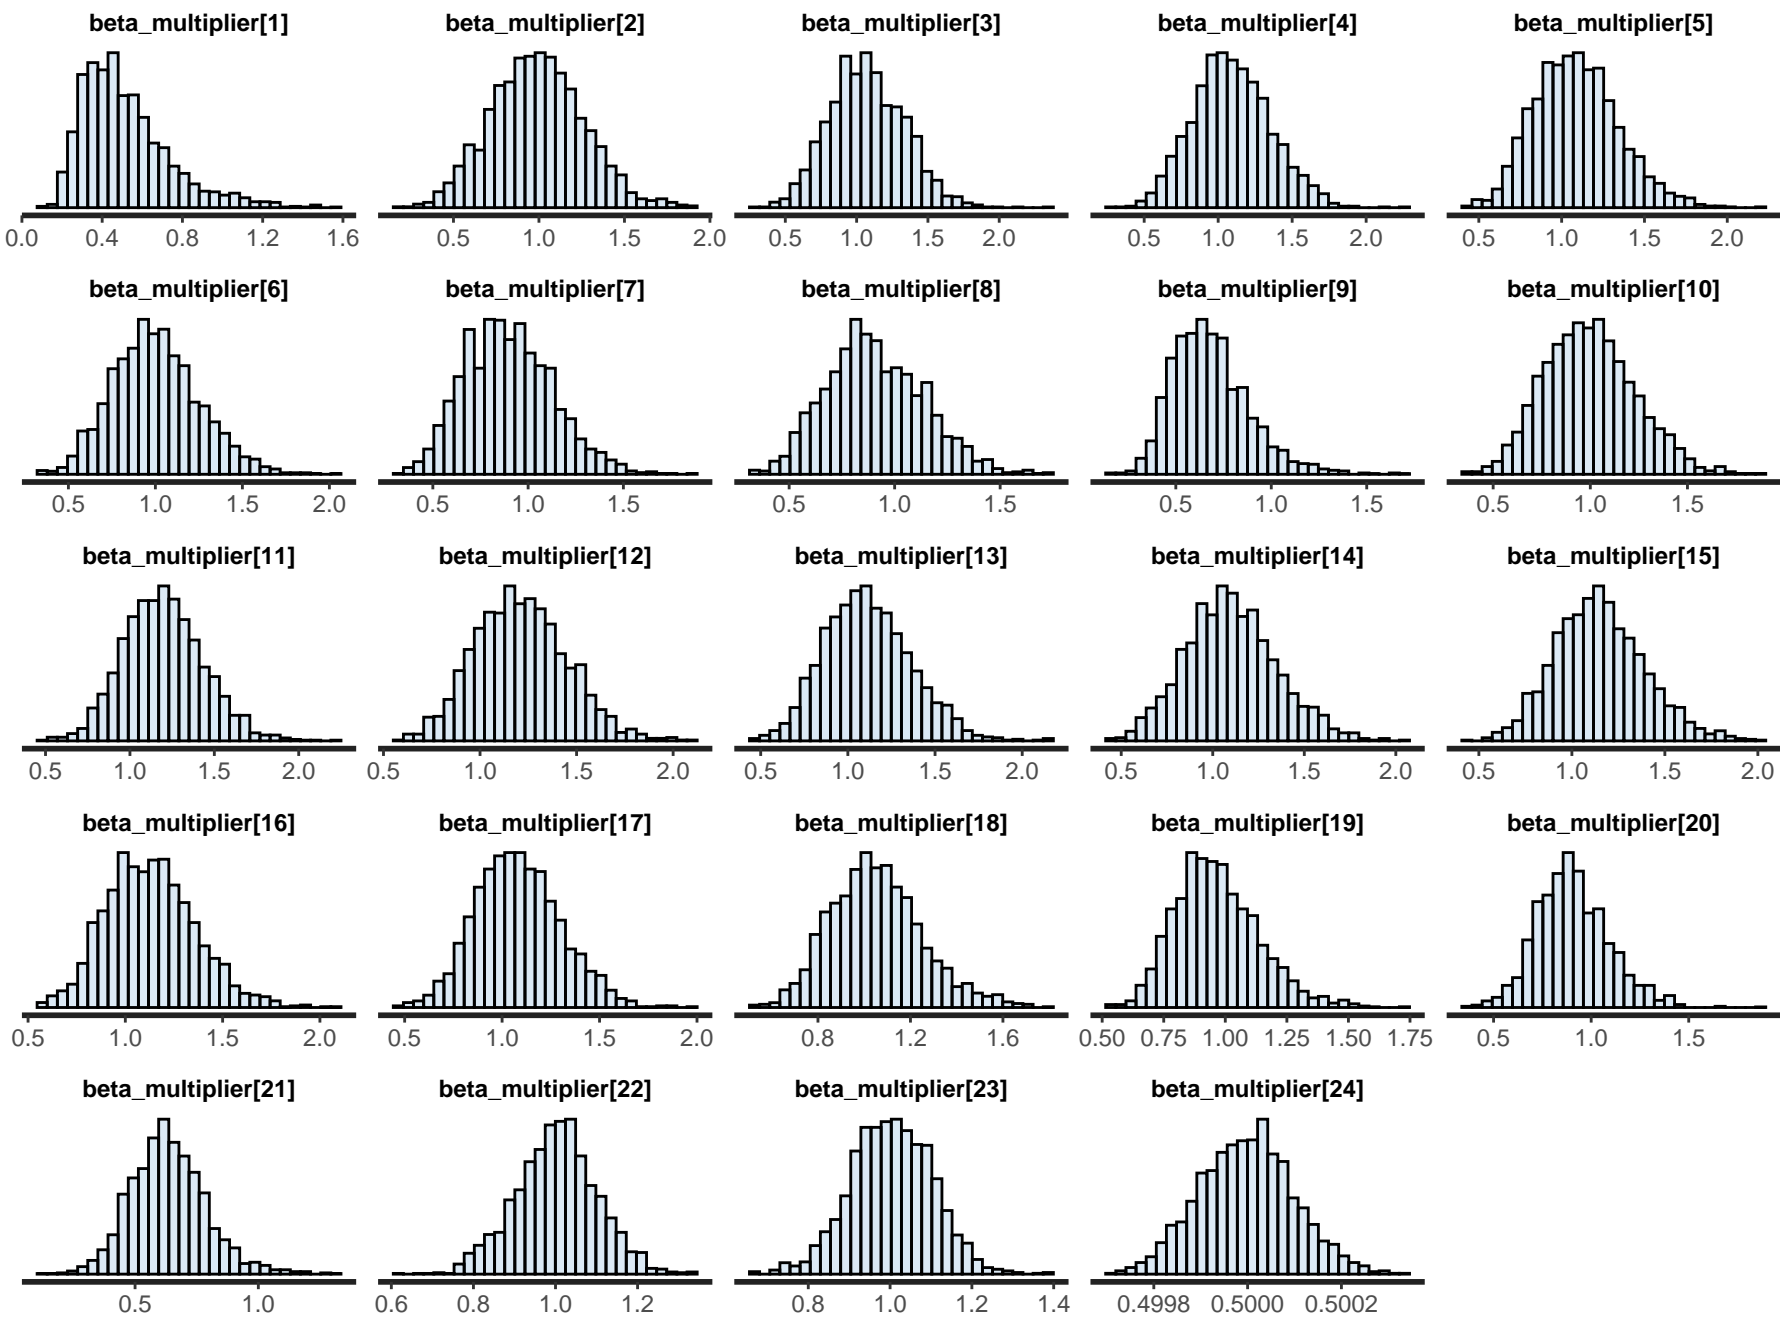 beta_multiplier[1] beta_multiplier[2] beta_multiplier[3] beta_multiplier[4] beta_multiplier[5]
0.0 0.4 0.8 1.2 1.6 0.5 1.0 1.5 2.0 0.5 1.0 1.5 2.0 0.5 1.0 1.5 2.0 0.5 1.0 1.5 2.0
beta_multiplier[6] beta_multiplier[7] beta_multiplier[8] beta_multiplier[9] beta_multiplier[10]
0.5 1.0 1.5 2.0 0.5 1.0 1.5 0.5 1.0 1.5 0.5 1.0 1.5 0.5 1.0 1.5
beta_multiplier[11] beta_multiplier[12] beta_multiplier[13] beta_multiplier[14] beta_multiplier[15]
0.5 1.0 1.5 2.0 0.5 1.0 1.5 2.0 0.5 1.0 1.5 2.0 0.5 1.0 1.5 2.0 0.5 1.0 1.5 2.0
beta_multiplier[16] beta_multiplier[17] beta_multiplier[18] beta_multiplier[19] beta_multiplier[20]
0.5 1.0 1.5 2.0 0.5 1.0 1.5 2.0 0.8 1.2 1.6 0.50 0.75 1.00 1.25 1.50 1.75 0.5 1.0 1.5
beta_multiplier[21] beta_multiplier[22] beta_multiplier[23] beta_multiplier[24]
0.5 1.0 0.6 0.8 1.0 1.2 0.8 1.0 1.2 1.4 0.4998 0.5000 0.5002